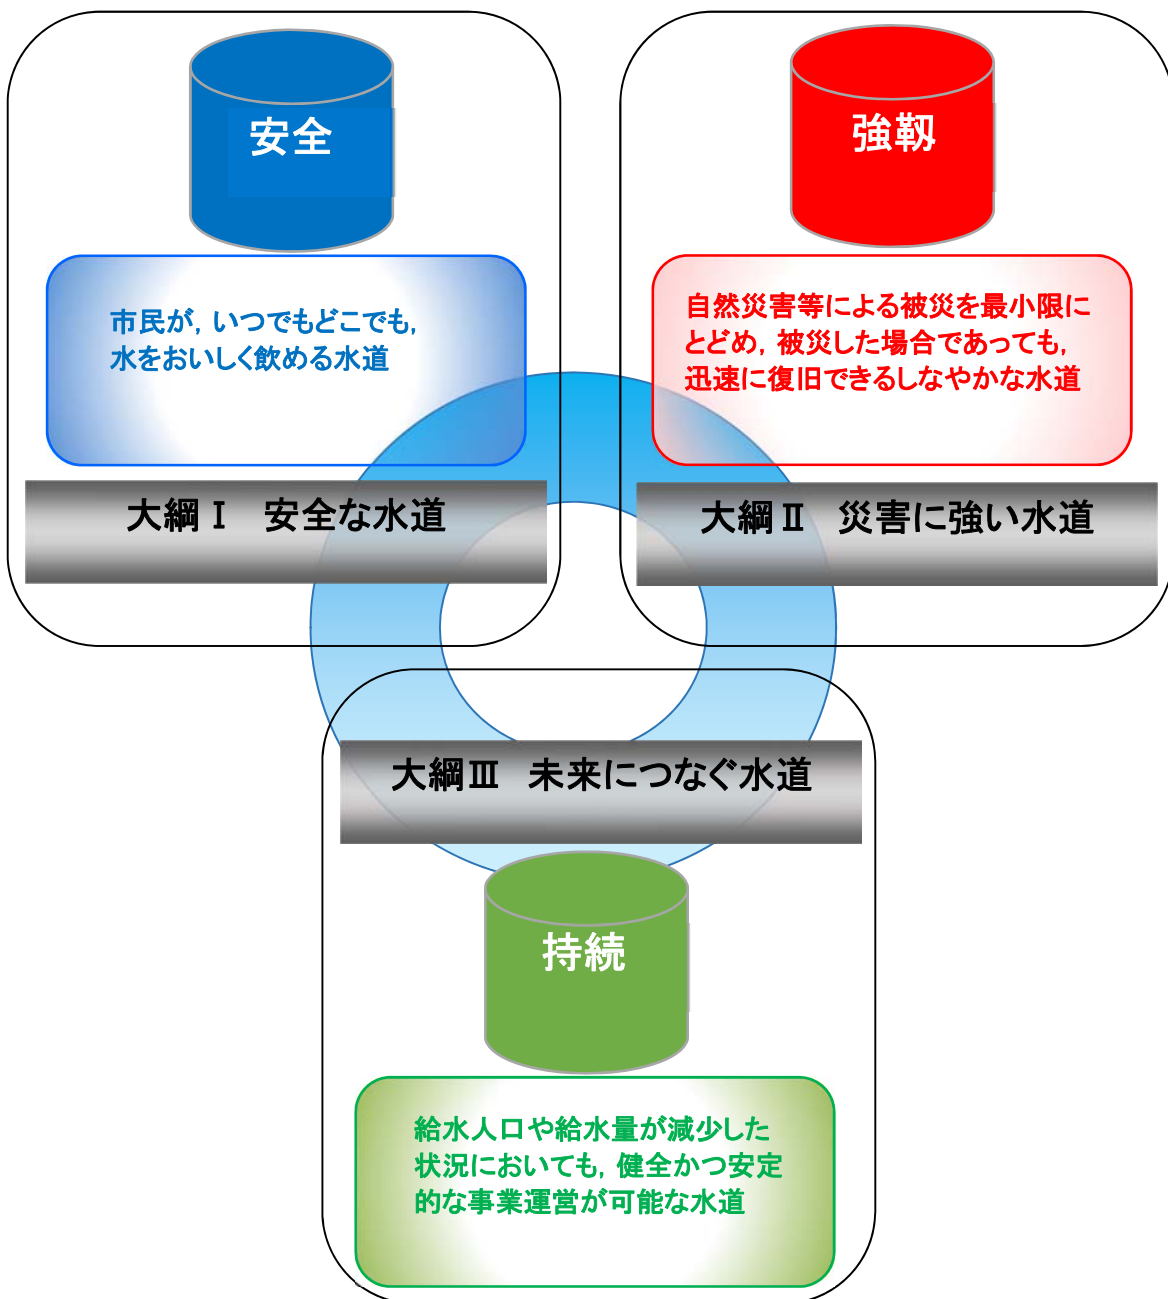 安全
市民が，いつでもどこでも，
水をおいしく飲める水道
大綱Ⅰ　安全な水道
強靱
自然災害等による被災を最小限に
とどめ，被災した場合であっても，
迅速に復旧できるしなやかな水道
大綱Ⅱ　災害に強い水道
大綱Ⅲ　未来につなぐ水道
持続
給水人口や給水量が減少した
状況においても，健全かつ安定
的な事業運営が可能な水道